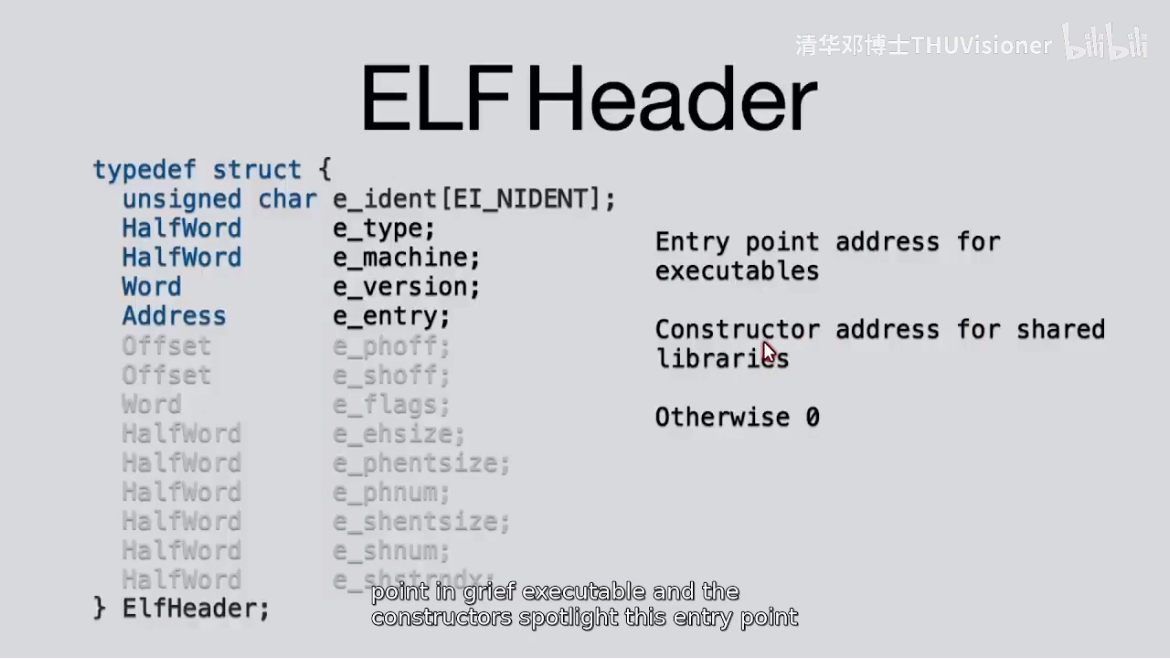 清华邓博士THUVisioner bilibili
ELF Header
typedef struct {
unsigned char e_ident[EI_NIDENT];
HalfWord e_type;
HalfWord e_machine;
Word e_version;
Address e_entry;
Offset e_phoff;
Offset e_shoff;
Word e_flags;
HalfWord e_ehsize;
HalfWord e_phentsize;
HalfWord e_phnum;
HalfWord e_shentsize;
HalfWord e_shnum;
HalfWord e_shstrndx;
} ElfHeader;
Entry point address for
executables
Constructor address for shared
libraries
Otherwise 0
point in grief executable and the
constructors spotlight this entry point